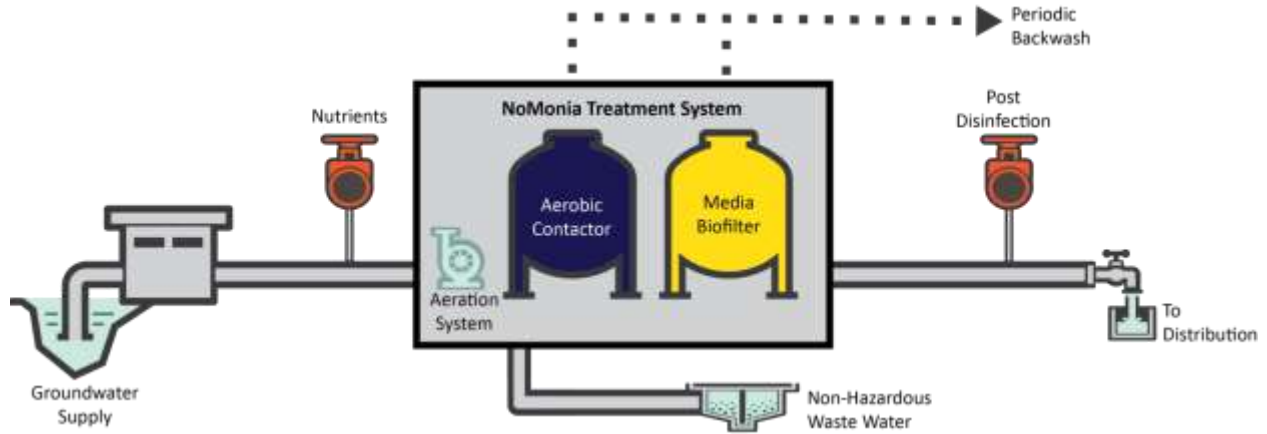 Periodic
Backwash
NoMonia Treatment System
Nutrients
Post
Disinfection
Aerobic
Contactor
Media
Biofilter
Aeration
System
To
Distribution
Groundwater
Supply
Non-Hazardous
Waste Water